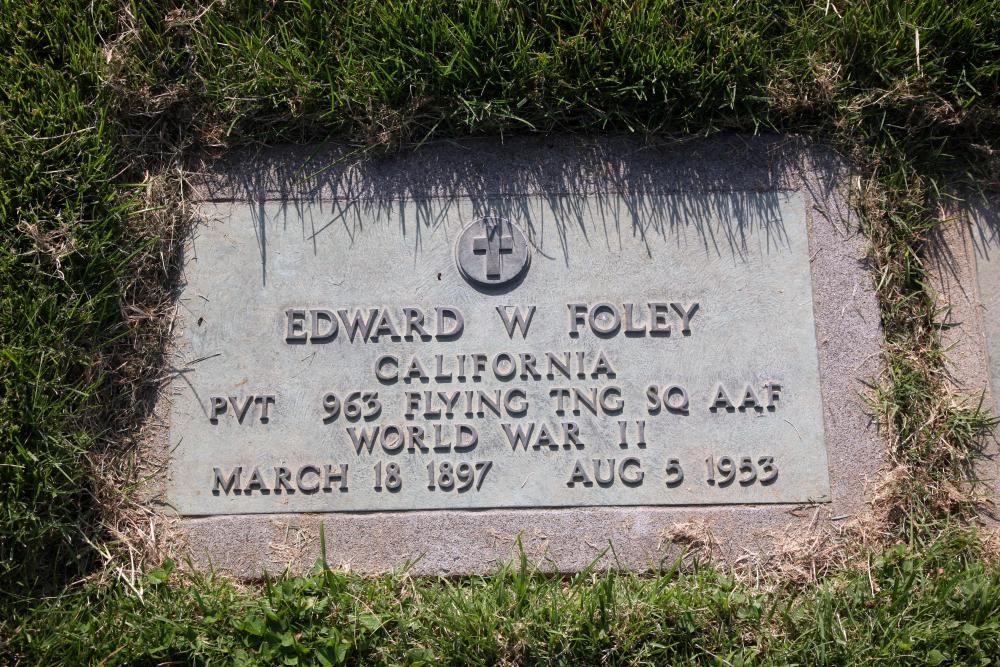 EDWARD W FOLEY
CALIFORNIA
PVT 963 FLYING TNG SQ AAF
WORLD WAR II
MARCH 18 1897 AUG 5 1953